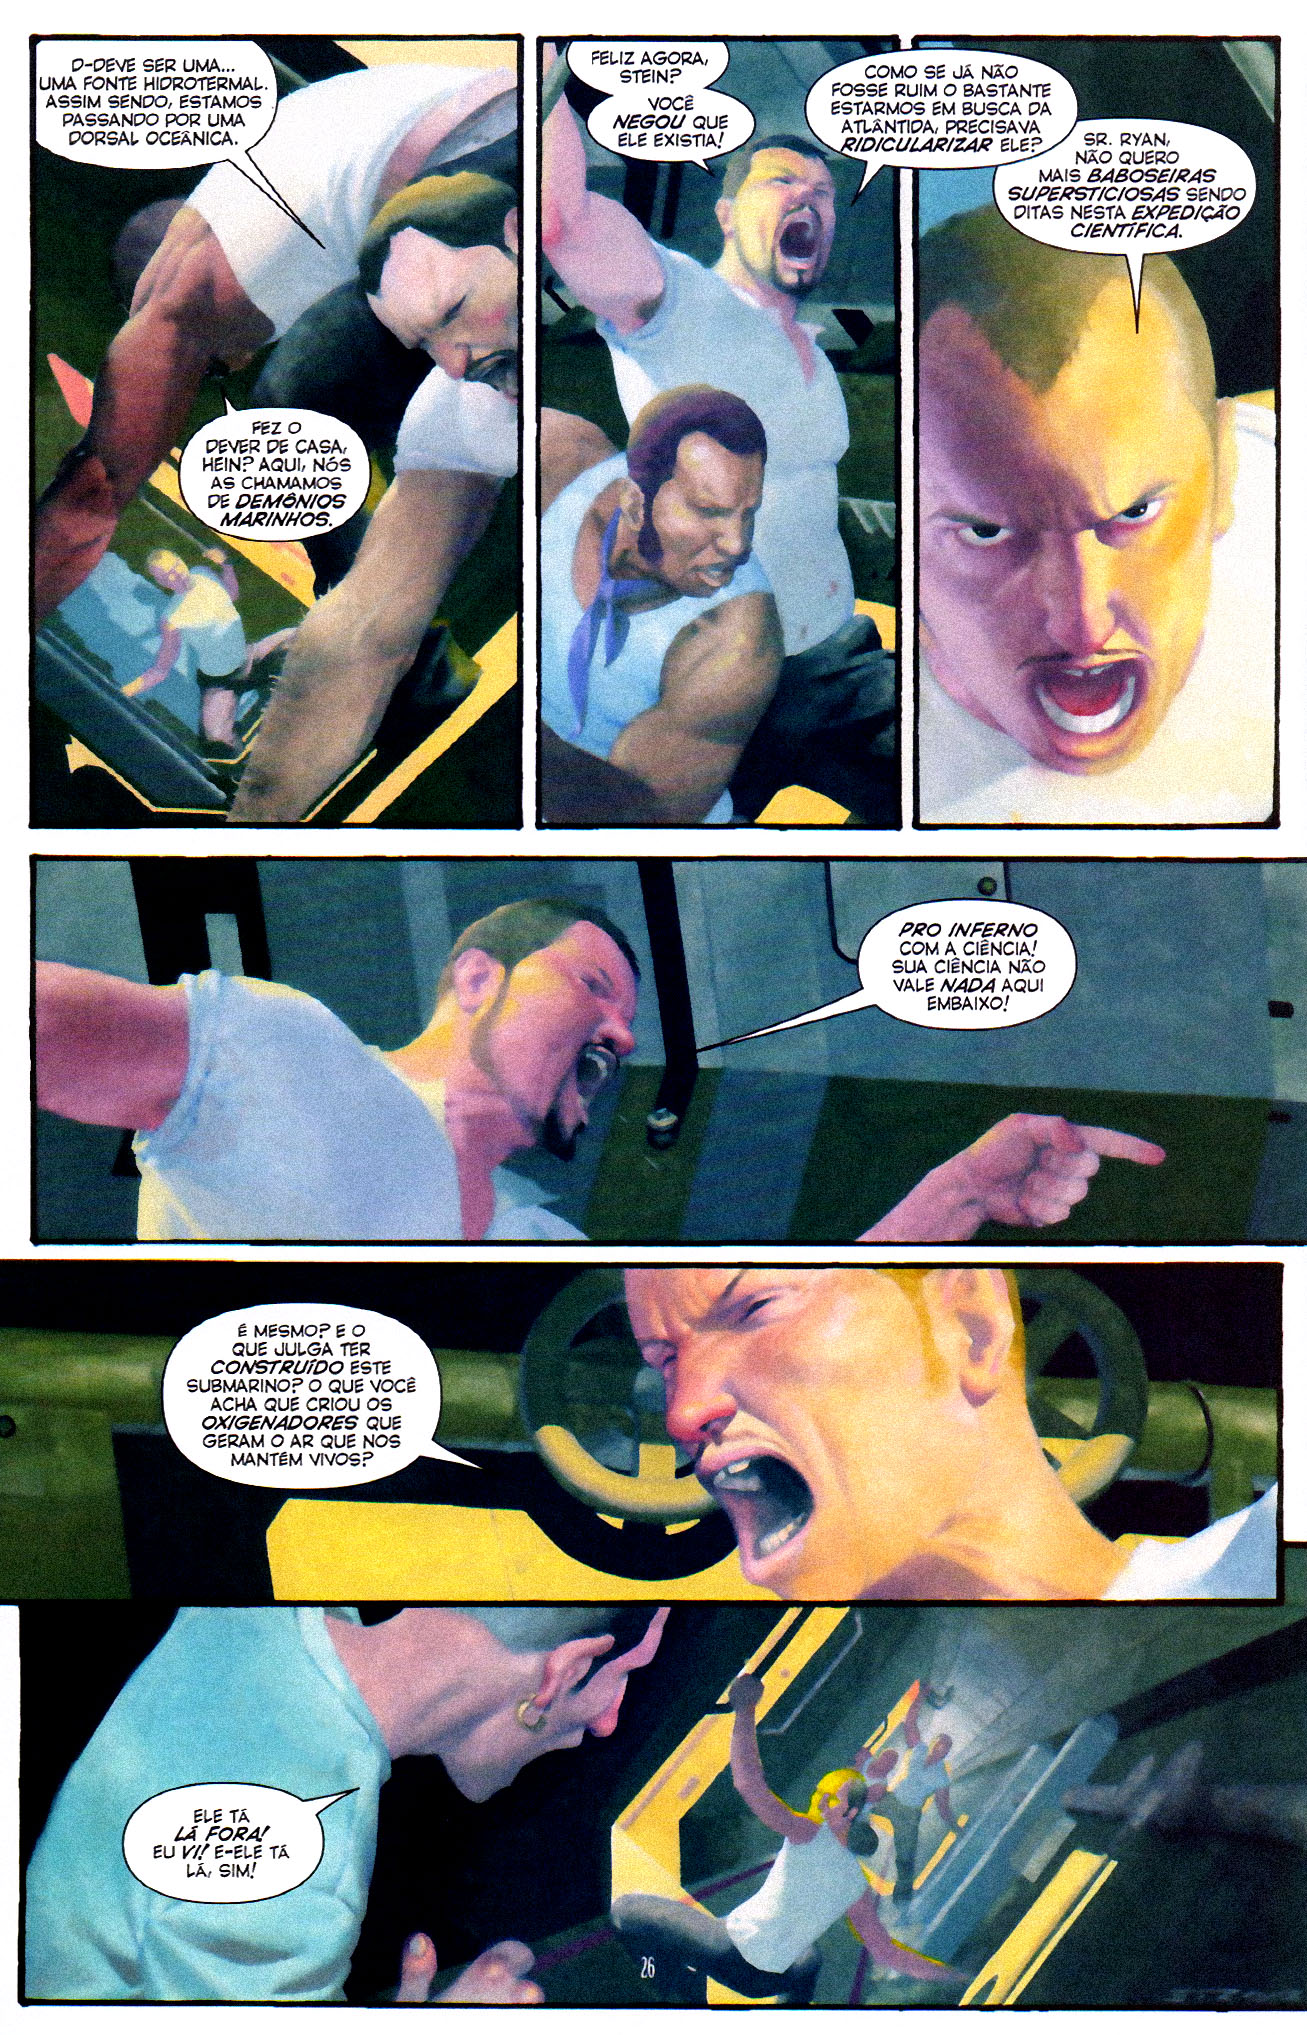 D-DEVE SER UMA...
UMA FONTE HIDROTERMAL.
ASSIM SENDO, ESTAMOS
PASSANDO POR UMA
DORSAL OCEÂNICA.
FEZ O
DEVER DE CASA,
HEIN? AQUI, NÓS
AS CHAMAMOS
DE DEMÔNIOS
MARINHOS.
FELIZ AGORA,
STEIN?
VOCÊ
NEGOU QUE
ELE EXISTIA!
COMO SE JÁ NÃO
FOSSE RUIM O BASTANTE
ESTARMOS EM BUSCA DA
ATLÂNTIDA, PRECISAVA
RIDICULARIZAR ELE?
SR. RYAN,
NÃO QUERO
MAIS BABOSEIRAS
SUPERSTICIOSAS SENDO
DITAS NESTA EXPEDIÇÃO
CIENTÍFICA.
PRO INFERNO
COM A CIÊNCIA!
SUA CIÊNCIA NÃO
VALE NADA AQUI
EMBAIXO!
É MESMO? E O
QUE JULGA TER
CONSTRUÍDO ESTE
SUBMARINO? O QUE VOCÊ
ACHA QUE CRIOU OS
OXIGENADORES QUE
GERAM O AR QUE NOS
MANTÉM VIVOS?
ELE TÁ
LÁ FORA!
EU VI! E-ELE TÁ
LÁ, SIM!
26